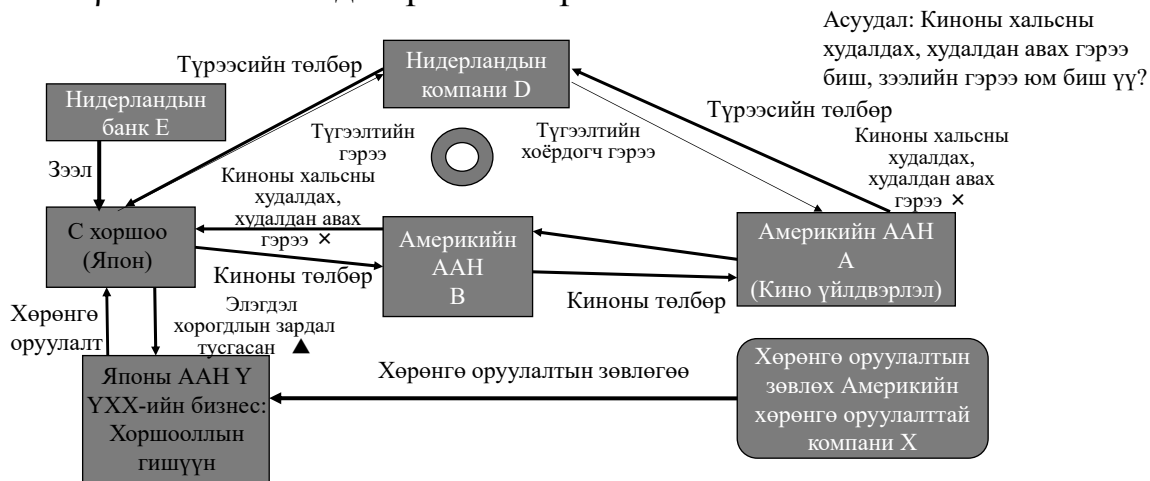 Асуудал: Киноны хальсны
худалдах, худалдан авах гэрээ
биш, зээлийн гэрээ юм биш үү?
Түрээсийн төлбөр
Нидерландын
компани D
Нидерландын
банк E
Түрээсийн төлбөр
Түгээлтийн
гэрээ
Түгээлтийн
хоёрдогч гэрээ
Киноны хальсны
худалдах,
худалдан авах
гэрээ ×
Зээл
Киноны хальсны
худалдах,
худалдан авах
гэрээ ×
С хоршоо
(Япон)
Америкийн
ААН
В
Америкийн ААН
А
(Кино үйлдвэрлэл)
Киноны төлбөр
Киноны төлбөр
Хөрөнгө
оруулалт
Элэгдэл
хорогдлын зардал
тусгасан ▲
Японы ААН Y
ҮХХ-ийн бизнес:
Хоршооллын
гишүүн
Хөрөнгө оруулалтын зөвлөгөө
Хөрөнгө оруулалтын
зөвлөх Америкийн
хөрөнгө оруулалттай
компани X